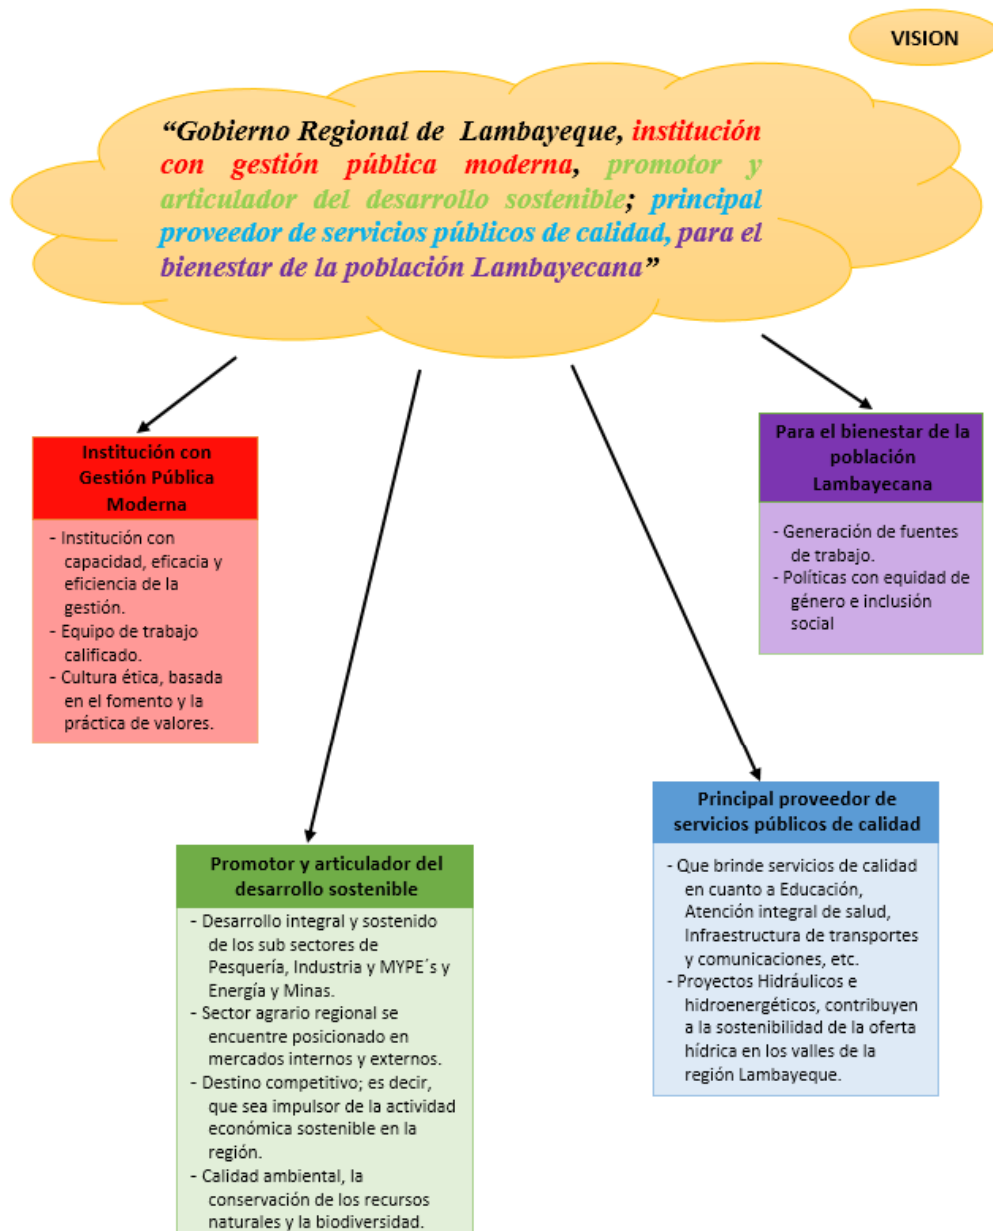 VISION
“Gobierno Regional de Lambayeque, institución
con gestión pública moderna, promotor y
articulador del desarrollo sostenible; principal
proveedor de servicios públicos de calidad, para el
bienestar de la población Lambayecana”
Institución con
Gestión Pública
Moderna
- Institución con
capacidad, eficacia y
eficiencia de la
gestión.
- Equipo de trabajo
calificado.
- Cultura ética, basada
en el fomento y la
práctica de valores.
Para el bienestar de la
población
Lambayecana
- Generación de fuentes
de trabajo.
- Políticas con equidad de
género e inclusión
social
Promotor y articulador del
desarrollo sostenible
- Desarrollo integral y sostenido
de los sub sectores de
Pesquería, Industria y MYPE´s y
Energía y Minas.
- Sector agrario regional se
encuentre posicionado en
mercados internos y externos.
- Destino competitivo; es decir,
que sea impulsor de la actividad
económica sostenible en la
región.
- Calidad ambiental, la
conservación de los recursos
naturales y la biodiversidad.
Principal proveedor de
servicios públicos de calidad
- Que brinde servicios de calidad
en cuanto a Educación,
Atención integral de salud,
Infraestructura de transportes
y comunicaciones, etc.
- Proyectos Hidráulicos e
hidroenergéticos, contribuyen
a la sostenibilidad de la oferta
hídrica en los valles de la
región Lambayeque.